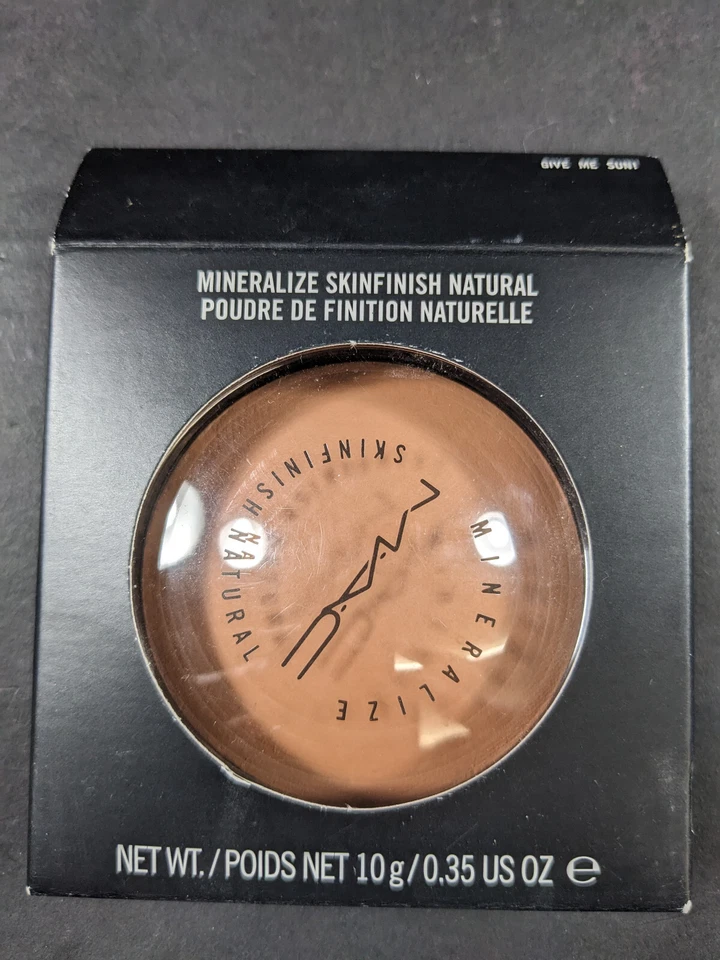 GIVE ME SUN!
MINERALIZE SKINFINISH NATURAL
POUDRE DE FINITION NATURELLE
SKINFINISH NATURAL
M·A·C
MINERALIZE
NET WT./POIDS NET 10 g/0.35 US OZ ℮